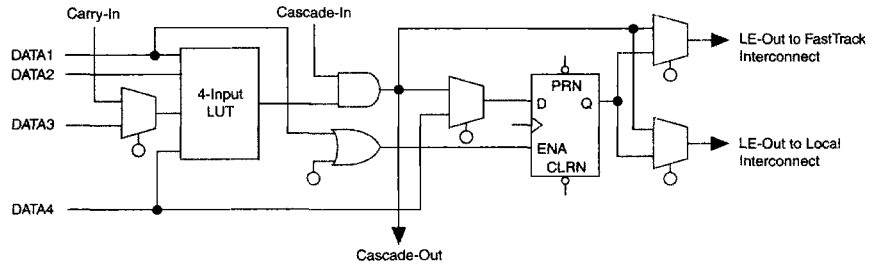 Carry-In
Cascade-In
DATA1
DATA2
4-Input
LUT
DATA3
DATA4
PRN
D
Q
ENA
CLRN
LE-Out to FastTrack
Interconnect
LE-Out to Local
Interconnect
Cascade-Out